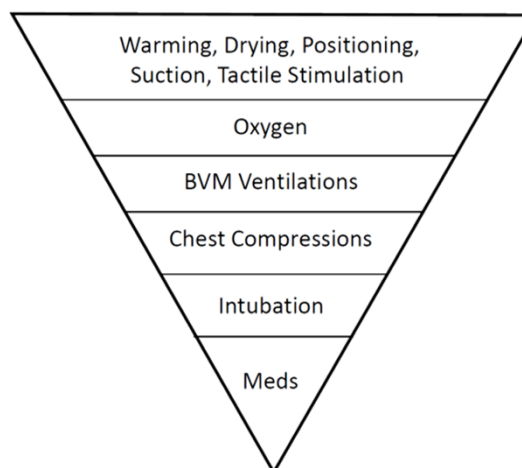 Warming, Drying, Positioning,
Suction, Tactile Stimulation
Oxygen
BVM Ventilations
Chest Compressions
Intubation
Meds